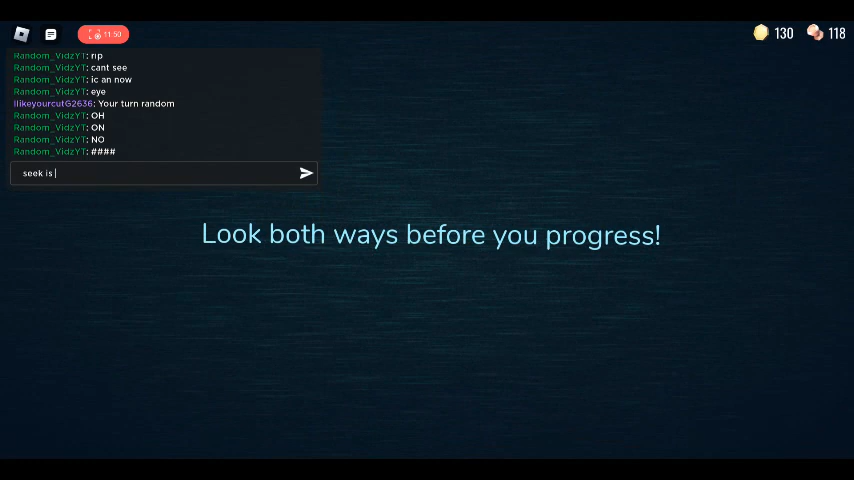 11:50
130
118
Random_VidzYT: rip
Random_VidzYT: cant see
Random_VidzYT: ic an now
Random_VidzYT: eye
IlikeyourcutG2636: Your turn random
Random_VidzYT: OH
Random_VidzYT: ON
Random_VidzYT: NO
Random_VidzYT: ####
seek is
Look both ways before you progress!